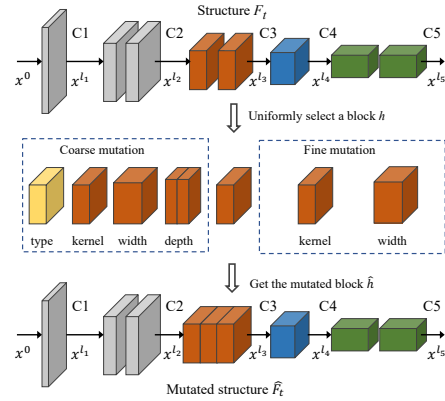 Structure F_t
C1 C2 C3 C4 C5
x^0 x^{l_1} x^{l_2} x^{l_3} x^{l_4} x^{l_5}
Uniformly select a block h
Coarse mutation Fine mutation
type kernel width depth kernel width
Get the mutated block ĥ
C1 C2 C3 C4 C5
x^0 x^{l_1} x^{l_2} x^{l_3} x^{l_4} x^{l_5}
Mutated structure F̂_t